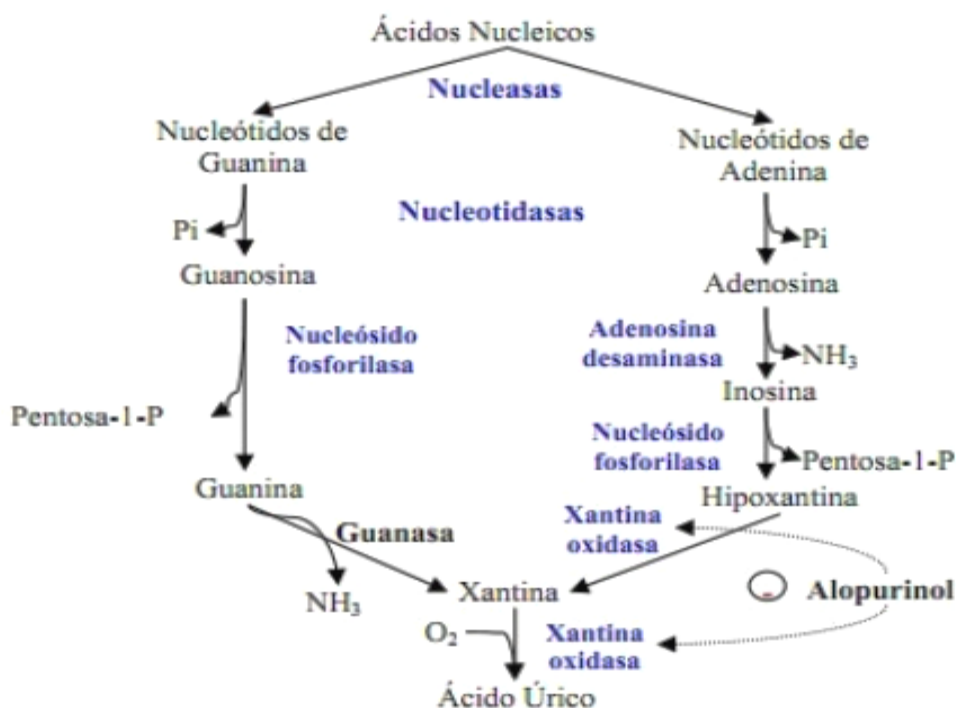 Ácidos Nucleicos
Nucleasas
Nucleótidos de
Guanina
Nucleótidos de
Adenina
Nucleotidasas
Pi
Pi
Guanosina
Adenosina
Nucleósido
fosforilasa
Adenosina
desaminasa
NH₃
Inosina
Pentosa-1-P
Nucleósido
fosforilasa
Pentosa-1-P
Guanina
Hipoxantina
Guanasa
Xantina
oxidasa
NH₃
Xantina
Alopurinol
O₂
Xantina
oxidasa
Ácido Úrico